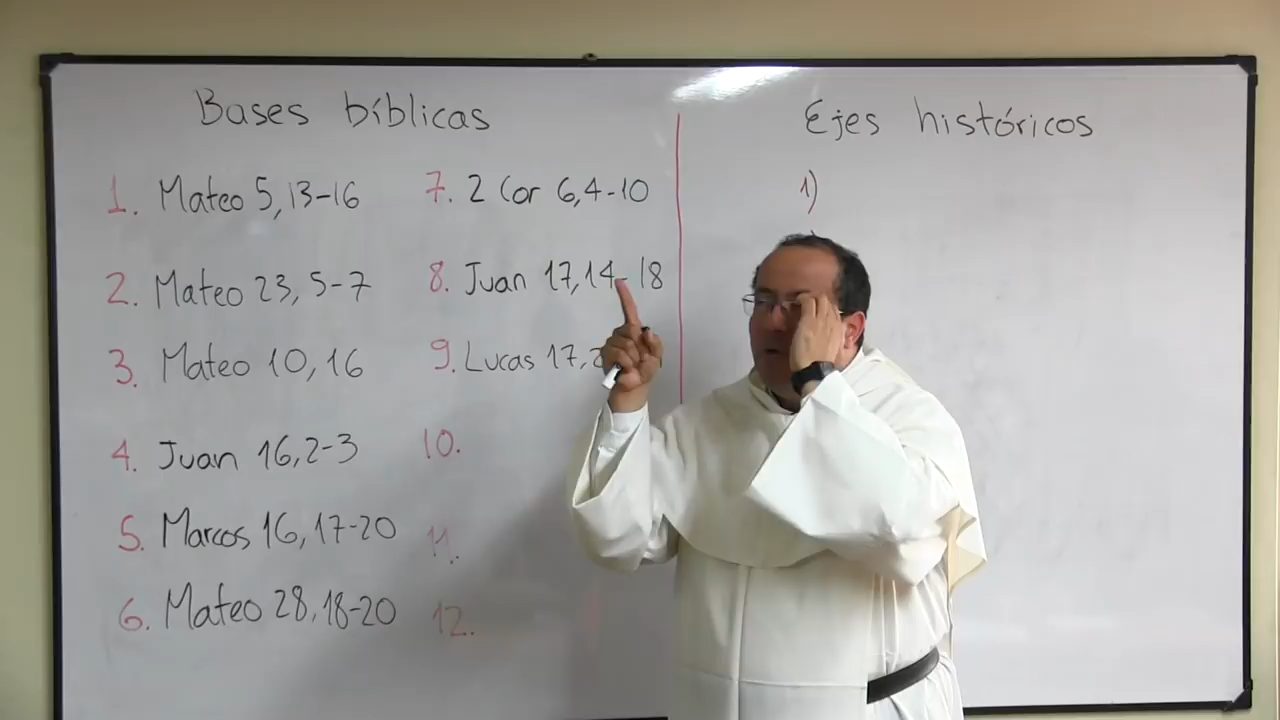 Bases bíblicas
1. Mateo 5,13-16
2. Mateo 23, 5-7
3. Mateo 10,16
4. Juan 16,2-3
5. Marcos 16,17-20
6. Mateo 28,18-20
7. 2 Cor 6,4-10
8. Juan 17,14-18
9. Lucas
10.
11.
12.
Ejes históricos
1)